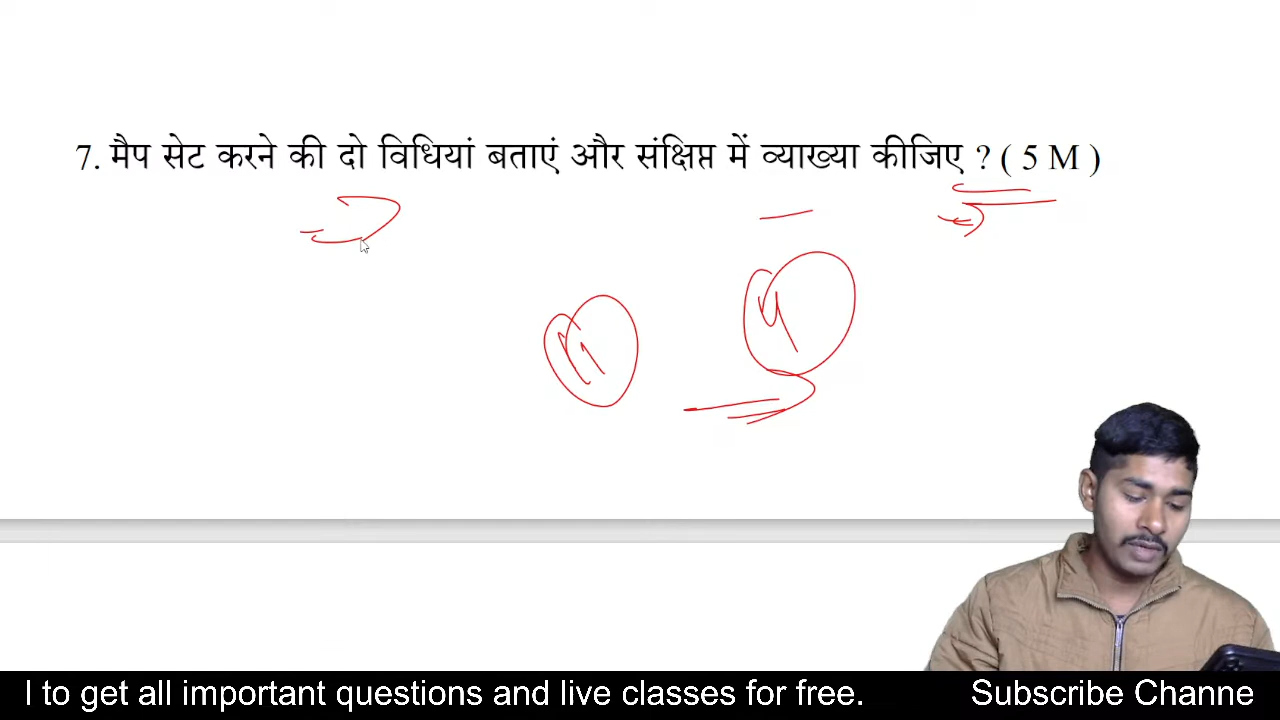 7. मैप सेट करने की दो विधियां बताएं और संक्षिप्त में व्याख्या कीजिए ? ( 5 M )
I to get all important questions and live classes for free. Subscribe Channe